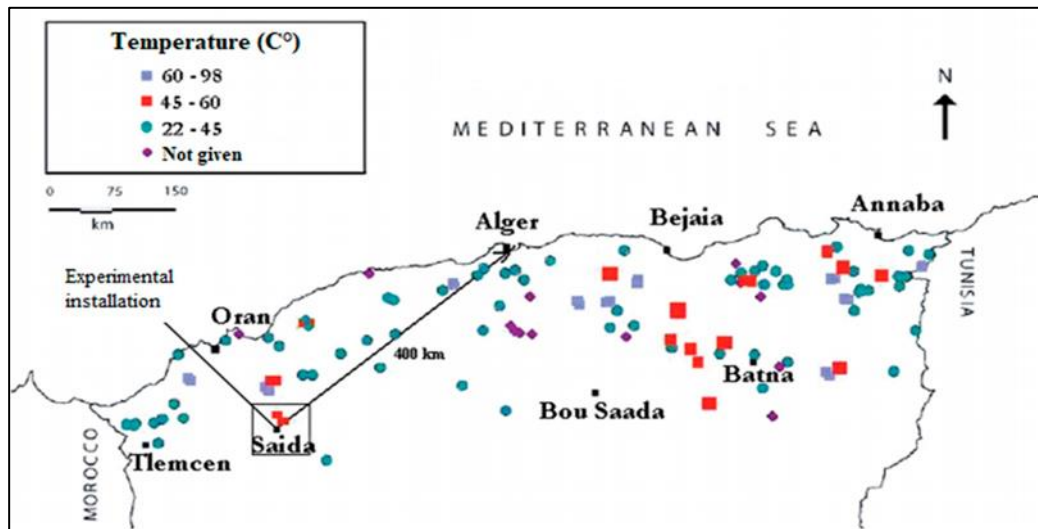 Temperature (C°)
60 - 98
45 - 60
22 - 45
Not given
0 75 150
km
N
MEDITERRANEAN SEA
Alger
Bejaia
Annaba
TUNISIA
Experimental
installation
Oran
400 km
Batna
Bou Saada
Saida
Tlemcen
MOROCCO